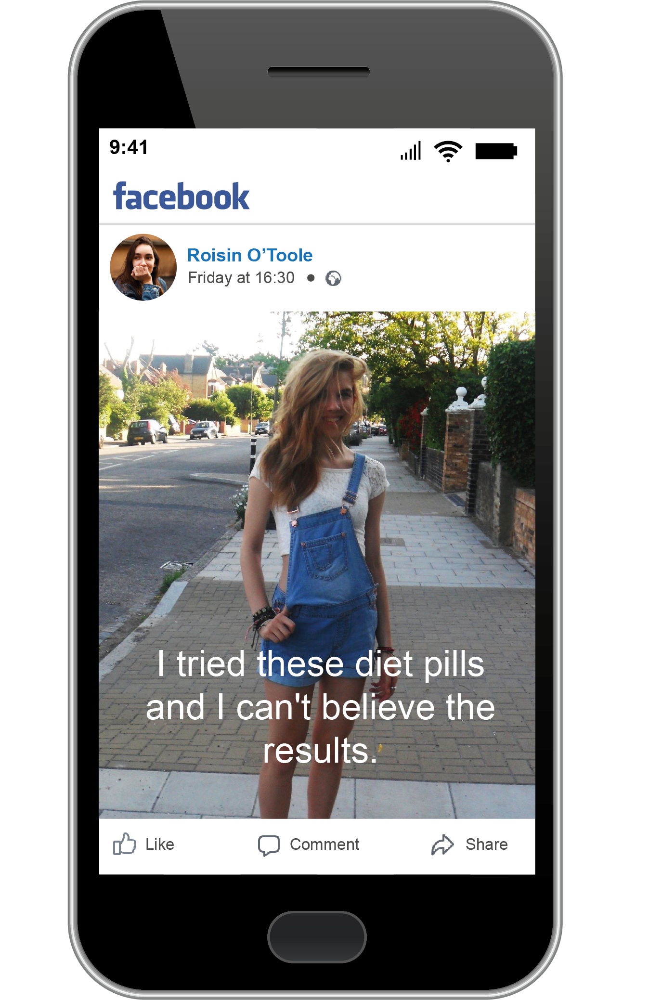 9:41
facebook
Roisin O’Toole
Friday at 16:30
I tried these diet pills
and I can't believe the
results.
Like
Comment
Share